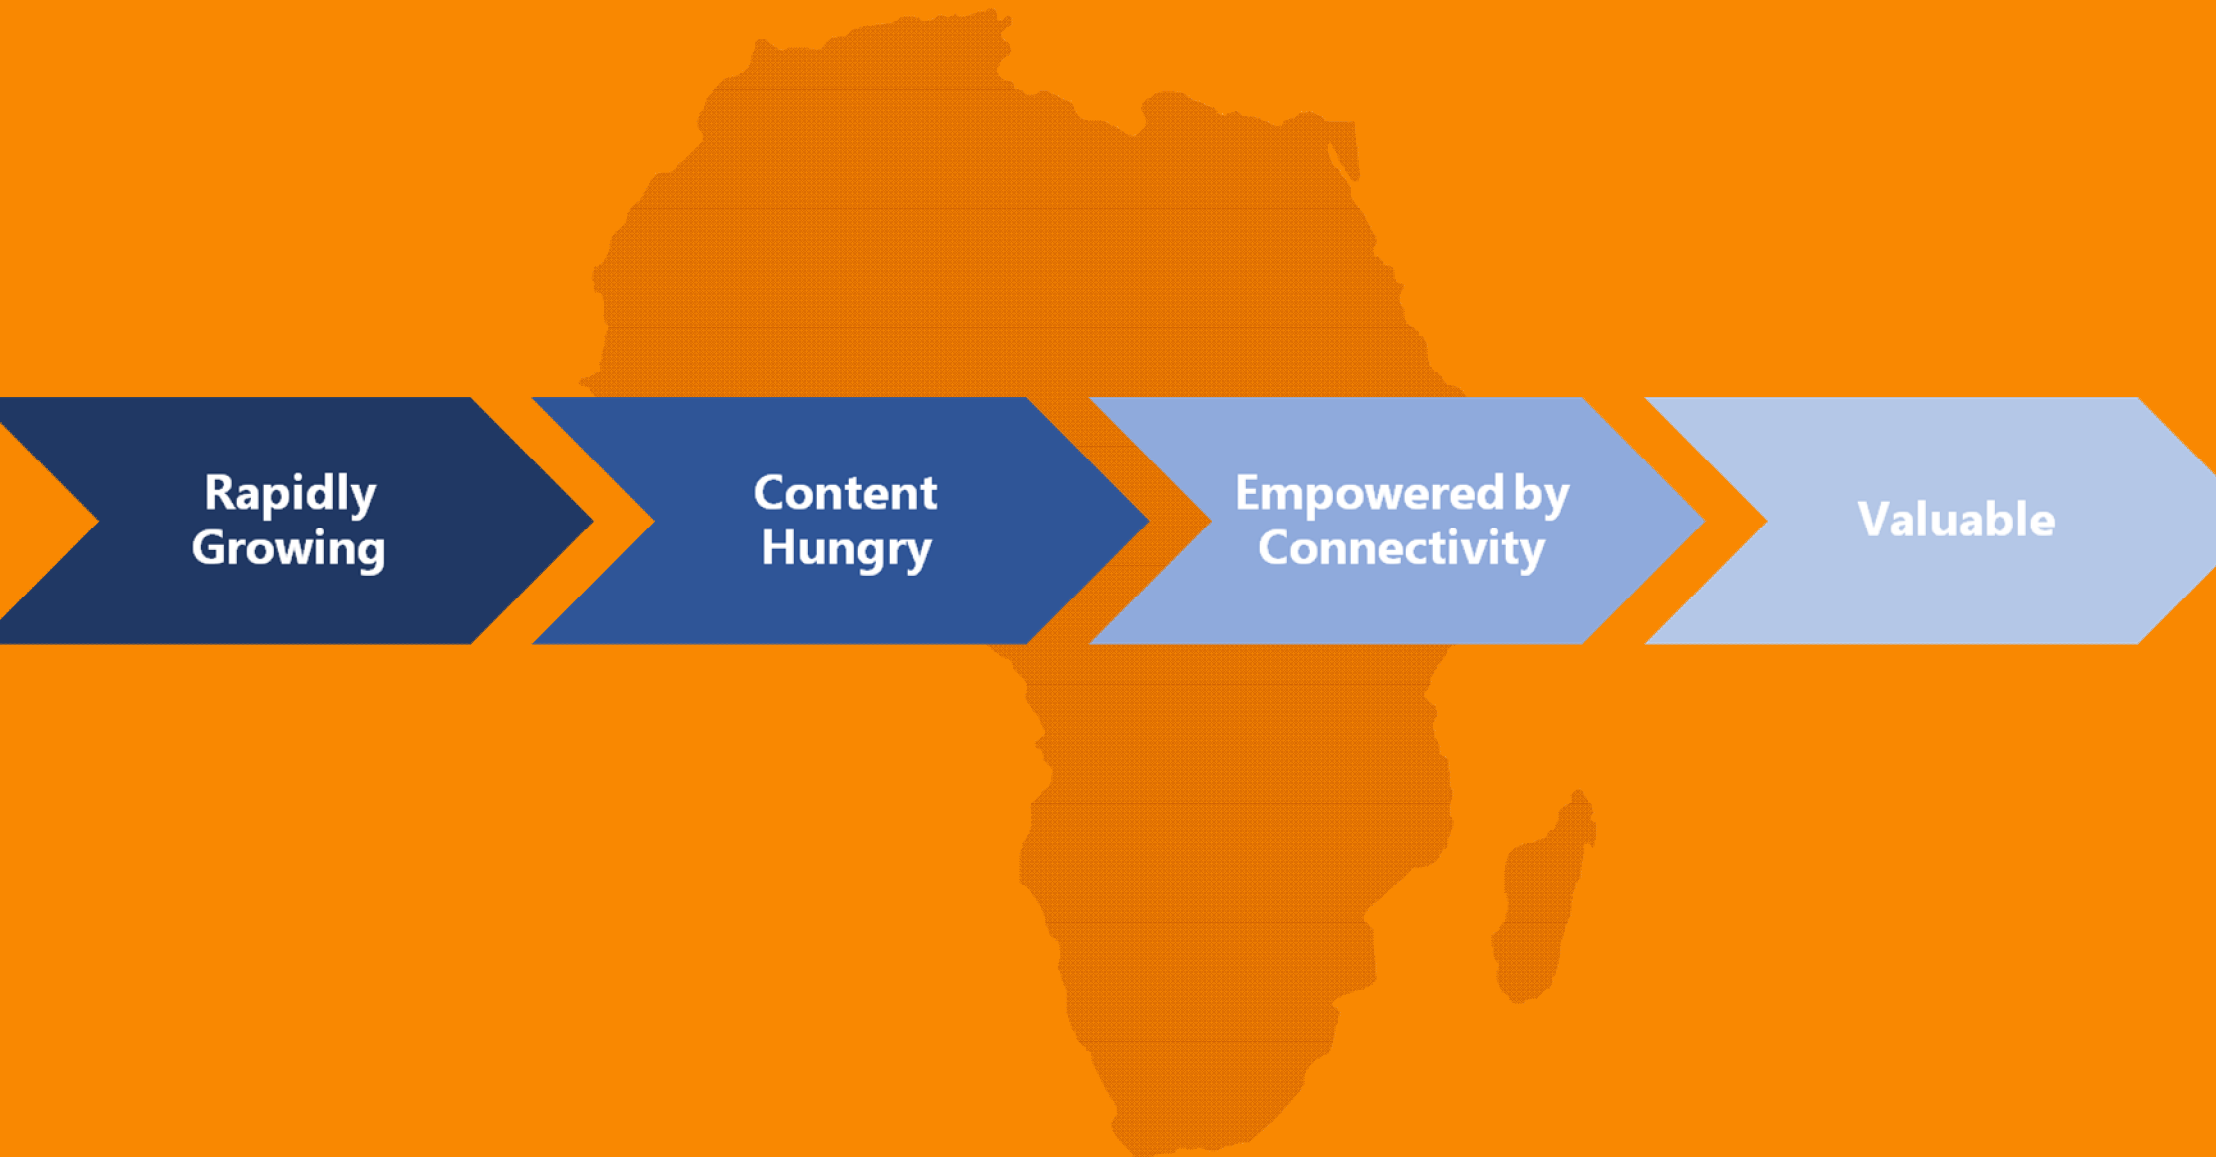 Rapidly
Growing
Content
Hungry
Empowered by
Connectivity
Valuable